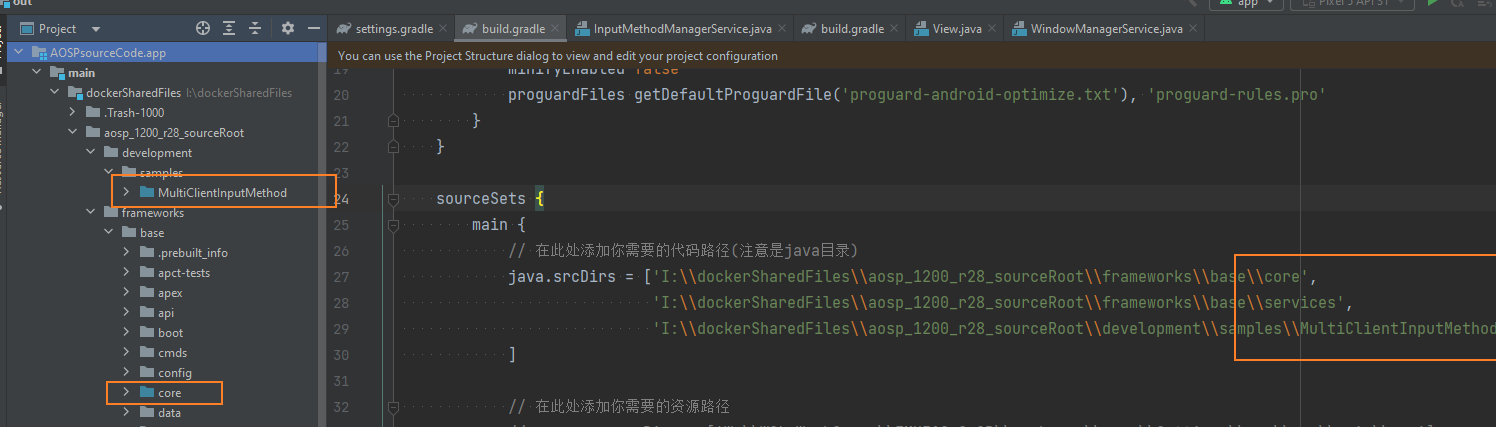 out
app
Pixel 5 API 31
Project
settings.gradle
build.gradle
InputMethodManagerService.java
build.gradle
View.java
WindowManagerService.java
You can use the Project Structure dialog to view and edit your project configuration
AOSPsourceCode.app
main
dockerSharedFiles I:\dockerSharedFiles
.Trash-1000
aosp_1200_r28_sourceRoot
development
samples
MultiClientInputMethod
frameworks
base
.prebuilt_info
apct-tests
apex
api
boot
cmds
config
core
data
19 minifyEnabled false
20 proguardFiles getDefaultProguardFile('proguard-android-optimize.txt'), 'proguard-rules.pro'
21 }
22 }
23
24 sourceSets {
25 main {
26 // 在此处添加你需要的代码路径(注意是java目录)
27 java.srcDirs = ['I:\\dockerSharedFiles\\aosp_1200_r28_sourceRoot\\frameworks\\base\\core',
28 'I:\\dockerSharedFiles\\aosp_1200_r28_sourceRoot\\frameworks\\base\\services',
29 'I:\\dockerSharedFiles\\aosp_1200_r28_sourceRoot\\development\\samples\\MultiClientInputMethod
30 ]
31
32 // 在此处添加你需要的资源路径